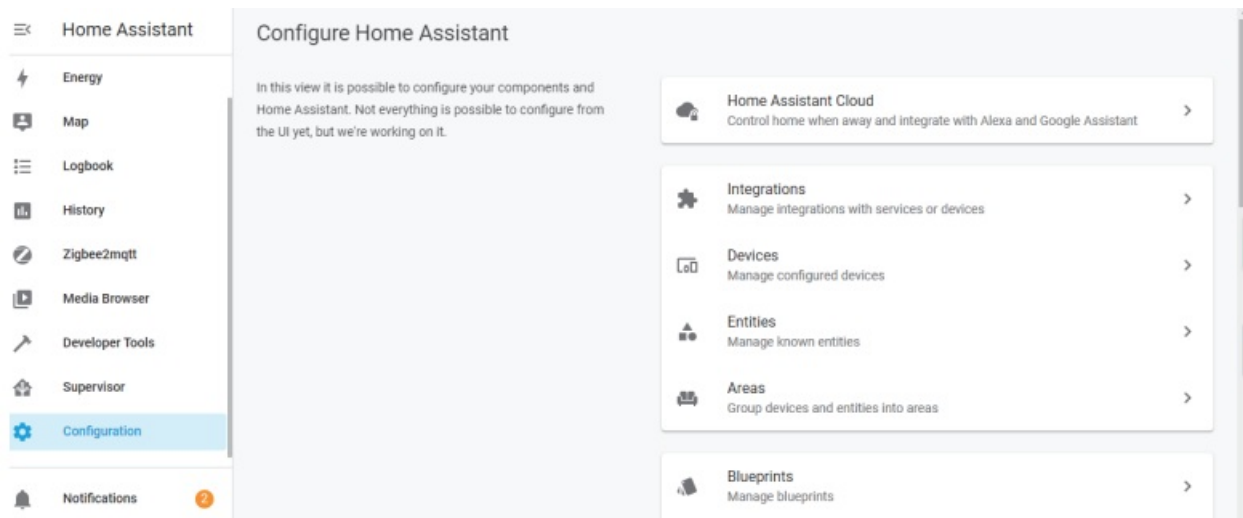 Home Assistant
Energy
Map
Logbook
History
Zigbee2mqtt
Media Browser
Developer Tools
Supervisor
Configuration
Notifications
2
Configure Home Assistant
In this view it is possible to configure your components and
Home Assistant. Not everything is possible to configure from
the UI yet, but we're working on it.
Home Assistant Cloud
Control home when away and integrate with Alexa and Google Assistant
Integrations
Manage integrations with services or devices
Devices
Manage configured devices
Entities
Manage known entities
Areas
Group devices and entities into areas
Blueprints
Manage blueprints